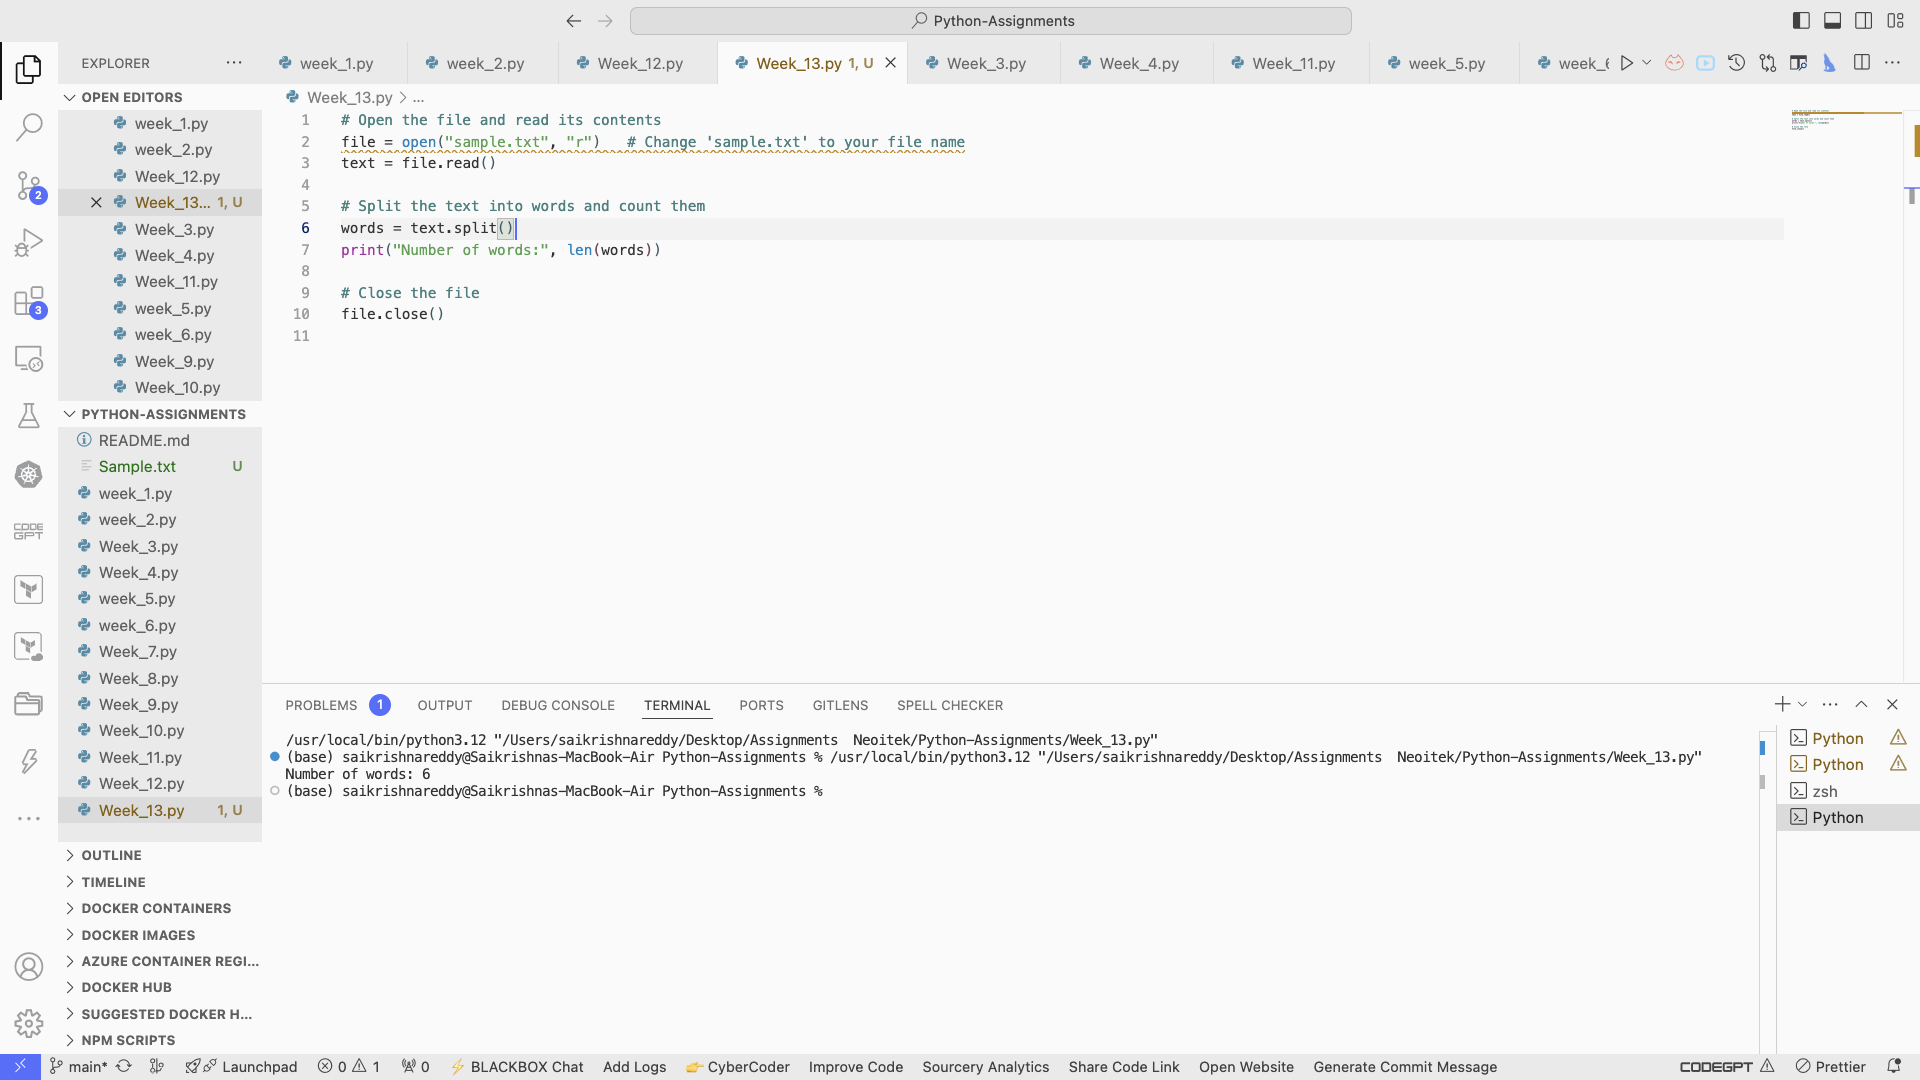 Python-Assignments
EXPLORER
week_1.py
week_2.py
Week_12.py
Week_13.py 1, U
Week_3.py
Week_4.py
Week_11.py
week_5.py
week_6
OPEN EDITORS
week_1.py
week_2.py
Week_12.py
Week_13... 1, U
Week_3.py
Week_4.py
Week_11.py
week_5.py
week_6.py
Week_9.py
Week_10.py
PYTHON-ASSIGNMENTS
README.md
Sample.txt U
week_1.py
week_2.py
Week_3.py
Week_4.py
week_5.py
week_6.py
Week_7.py
Week_8.py
Week_9.py
Week_10.py
Week_11.py
Week_12.py
Week_13.py 1, U
OUTLINE
TIMELINE
DOCKER CONTAINERS
DOCKER IMAGES
AZURE CONTAINER REGI...
DOCKER HUB
SUGGESTED DOCKER H...
NPM SCRIPTS
2
3
CODE
GPT
Week_13.py > ...
1 # Open the file and read its contents
2 file = open("sample.txt", "r")   # Change 'sample.txt' to your file name
3 text = file.read()
4
5 # Split the text into words and count them
6 words = text.split()
7 print("Number of words:", len(words))
8
9 # Close the file
10 file.close()
11
PROBLEMS 1 OUTPUT DEBUG CONSOLE TERMINAL PORTS GITLENS SPELL CHECKER
/usr/local/bin/python3.12 "/Users/saikrishnareddy/Desktop/Assignments  Neoitek/Python-Assignments/Week_13.py"
(base) saikrishnareddy@Saikrishnas-MacBook-Air Python-Assignments % /usr/local/bin/python3.12 "/Users/saikrishnareddy/Desktop/Assignments  Neoitek/Python-Assignments/Week_13.py"
Number of words: 6
(base) saikrishnareddy@Saikrishnas-MacBook-Air Python-Assignments %
Python
Python
zsh
Python
main* Launchpad 0 1 0 BLACKBOX Chat Add Logs CyberCoder Improve Code Sourcery Analytics Share Code Link Open Website Generate Commit Message CODEGPT Prettier